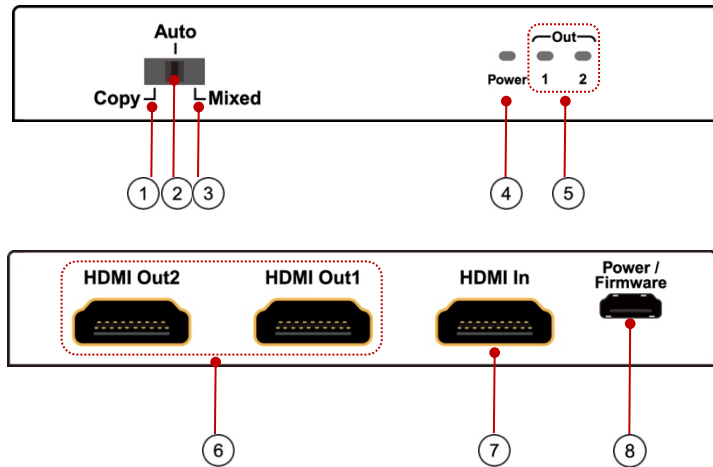 Auto
Out
Copy
Mixed
Power 1 2
1 2 3 4 5
HDMI Out2 HDMI Out1 HDMI In Power /
Firmware
6 7 8